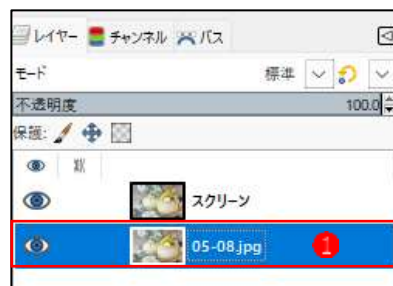 レイヤー チャンネル パス
モード 標準
不透明度 100.0
保護:
スクリーン
05-08.jpg 1